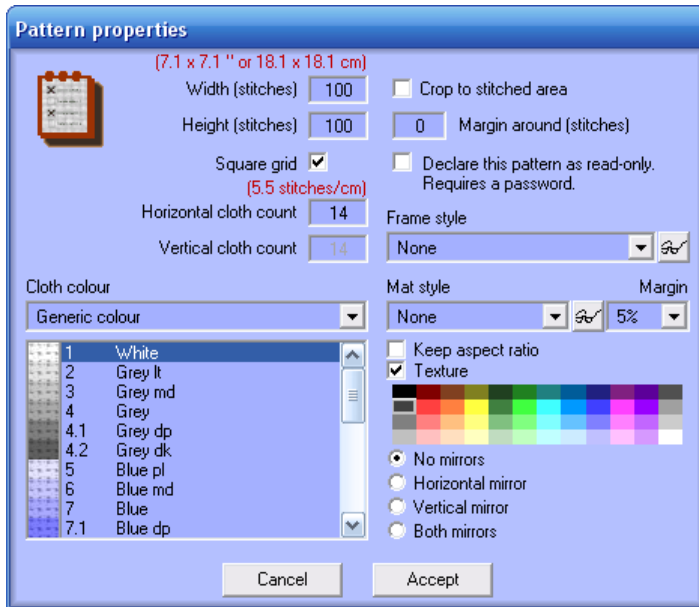 Pattern properties
(7.1 x 7.1 " or 18.1 x 18.1 cm)
Width (stitches) 100
Crop to stitched area
Height (stitches) 100
0 Margin around (stitches)
Square grid
Declare this pattern as read-only.
Requires a password.
(5.5 stitches/cm)
Horizontal cloth count 14
Frame style
Vertical cloth count 14
None
Cloth colour
Mat style
Margin
Generic colour
None
5%
1 White
2 Grey lt
3 Grey md
4 Grey
4.1 Grey dp
4.2 Grey dk
5 Blue pl
6 Blue md
7 Blue
7.1 Blue dp
Keep aspect ratio
Texture
No mirrors
Horizontal mirror
Vertical mirror
Both mirrors
Cancel
Accept